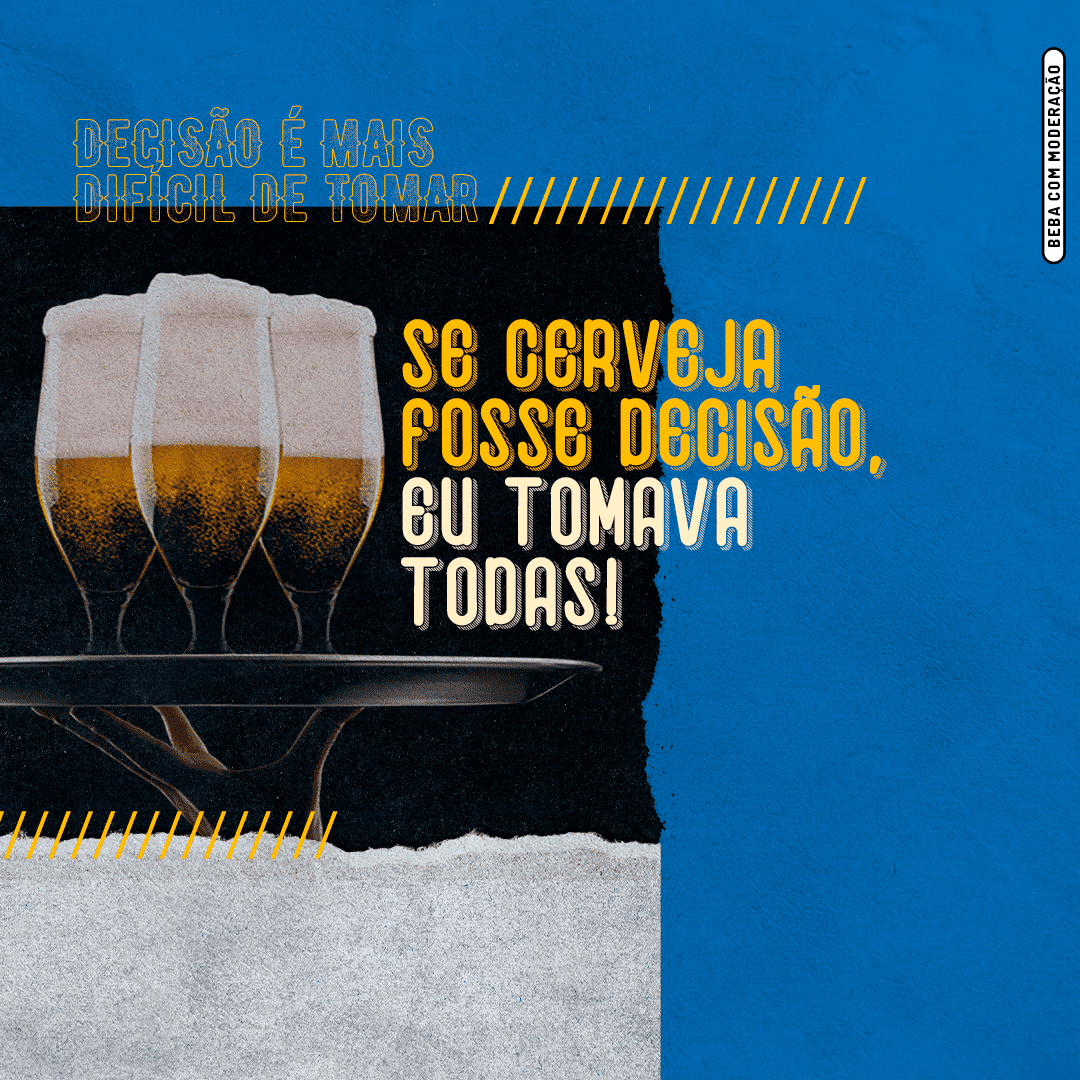 DECISÃO É MAIS
DIFÍCIL DE TOMAR
SE CERVEJA
FOSSE DECISÃO,
EU TOMAVA
TODAS!
BEBA COM MODERAÇÃO